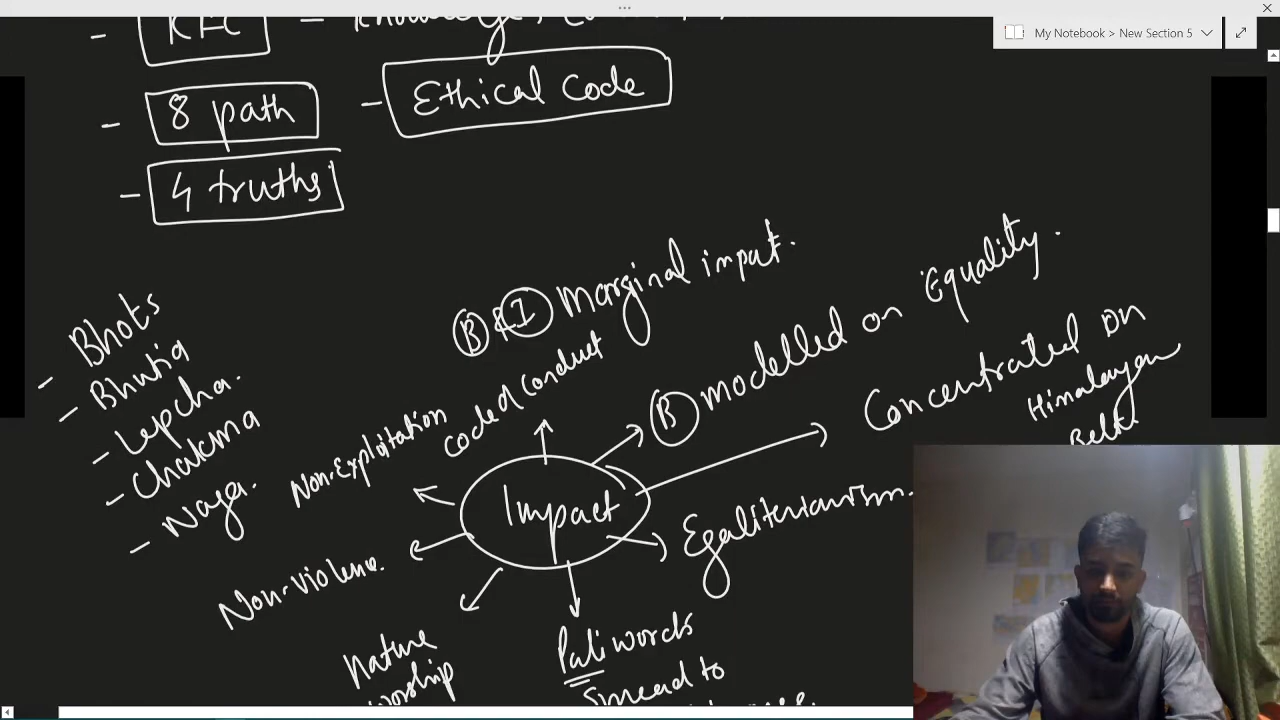 My Notebook > New Section 5
- 8 path - Ethical Code
- 4 truths
- Bhots
- Bhutia
- Lepcha.
- Chakma
- Naga.
B & I Marginal impat.
B modelled on Equality.
Concentrated on
Himalayan
Belt
code of conduct
Non-Exploitation
Impact
Egaliterianism.
Non-Violence.
Nature
worship
Pali words
Spread to